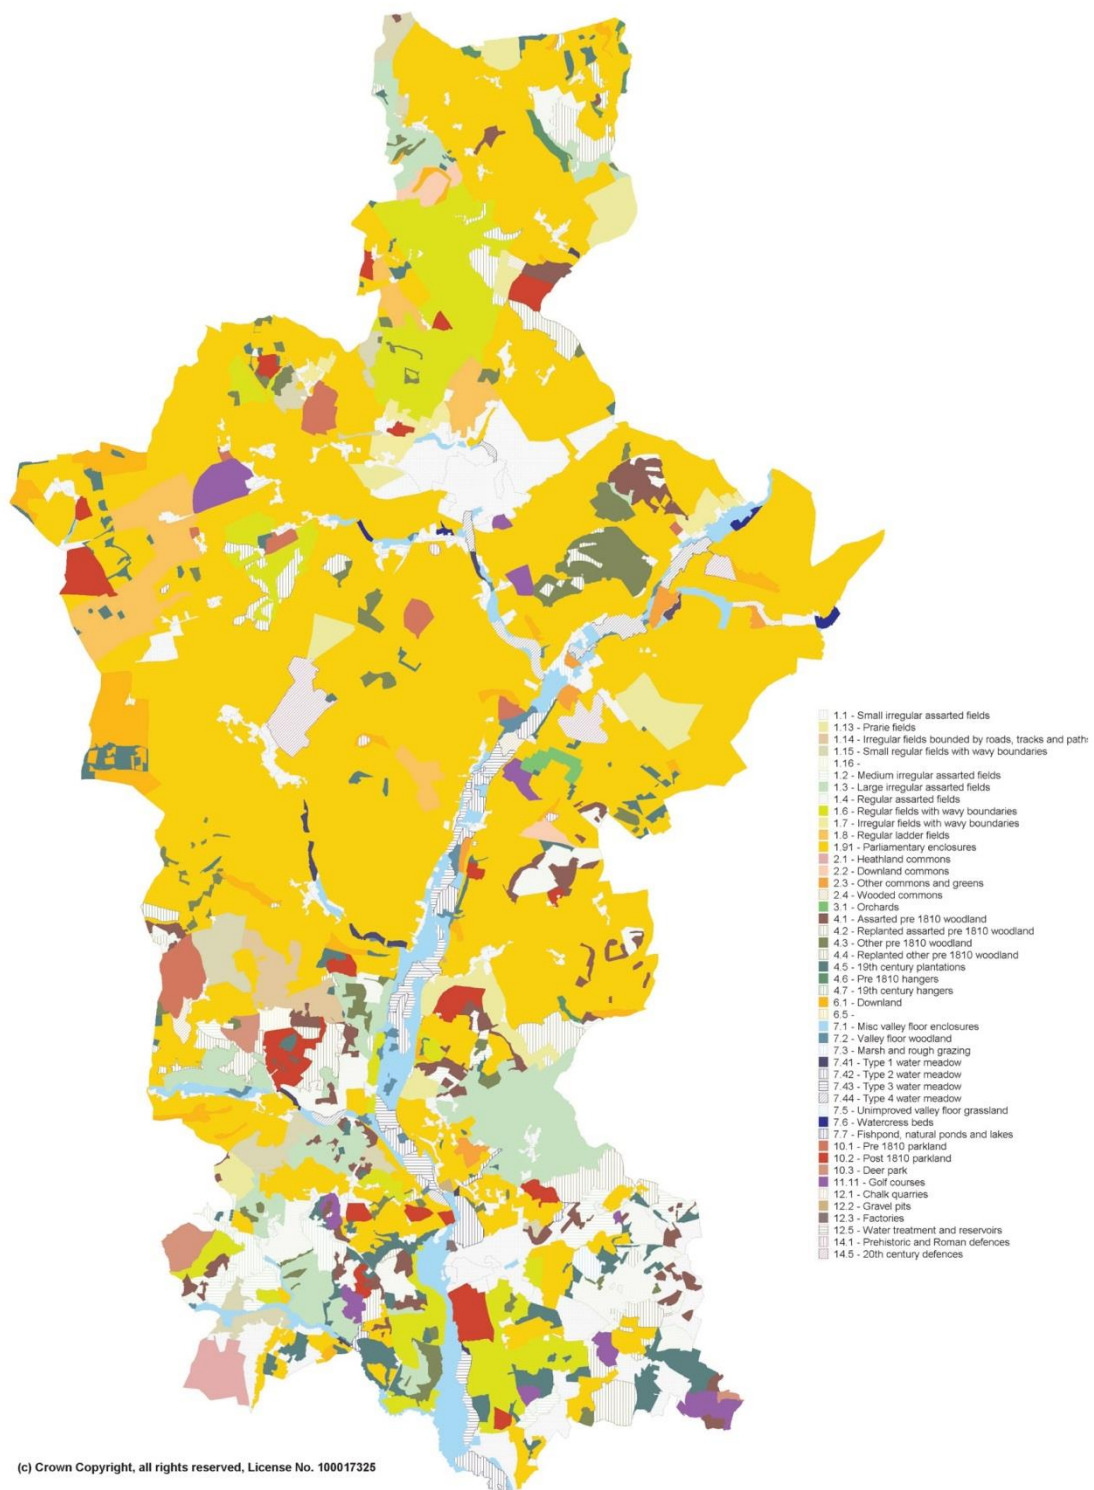 1.1 - Small irregular assarted fields
1.13 - Prarie fields
1.14 - Irregular fields bounded by roads, tracks and paths
1.15 - Small regular fields with wavy boundaries
1.16 -
1.2 - Medium irregular assarted fields
1.3 - Large irregular assarted fields
1.4 - Regular assarted fields
1.6 - Regular fields with wavy boundaries
1.7 - Irregular fields with wavy boundaries
1.8 - Regular ladder fields
1.91 - Parliamentary enclosures
2.1 - Heathland commons
2.2 - Downland commons
2.3 - Other commons and greens
2.4 - Wooded commons
3.1 - Orchards
4.1 - Assarted pre 1810 woodland
4.2 - Replanted assarted pre 1810 woodland
4.3 - Other pre 1810 woodland
4.4 - Replanted other pre 1810 woodland
4.5 - 19th century plantations
4.6 - Pre 1810 hangers
4.7 - 19th century hangers
6.1 - Downland
6.5 -
7.1 - Misc valley floor enclosures
7.2 - Valley floor woodland
7.3 - Marsh and rough grazing
7.41 - Type 1 water meadow
7.42 - Type 2 water meadow
7.43 - Type 3 water meadow
7.44 - Type 4 water meadow
7.5 - Unimproved valley floor grassland
7.6 - Watercress beds
7.7 - Fishpond, natural ponds and lakes
10.1 - Pre 1810 parkland
10.2 - Post 1810 parkland
10.3 - Deer park
11.11 - Golf courses
12.1 - Chalk quarries
12.2 - Gravel pits
12.3 - Factories
12.5 - Water treatment and reservoirs
14.1 - Prehistoric and Roman defences
14.5 - 20th century defences
(c) Crown Copyright, all rights reserved, License No. 100017325